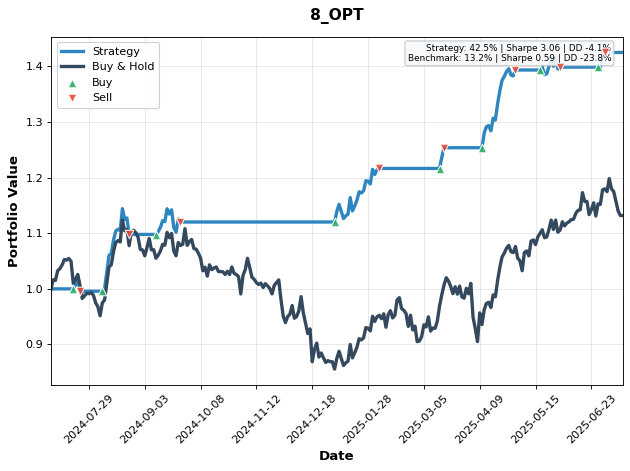 8_OPT
Strategy: 42.5% | Sharpe 3.06 | DD -4.1%
Benchmark: 13.2% | Sharpe 0.59 | DD -23.8%
Strategy
Buy & Hold
Buy
Sell
Portfolio Value
1.4
1.3
1.2
1.1
1.0
0.9
2024-07-29
2024-09-03
2024-10-08
2024-11-12
2024-12-18
2025-01-28
2025-03-05
2025-04-09
2025-05-15
2025-06-23
Date